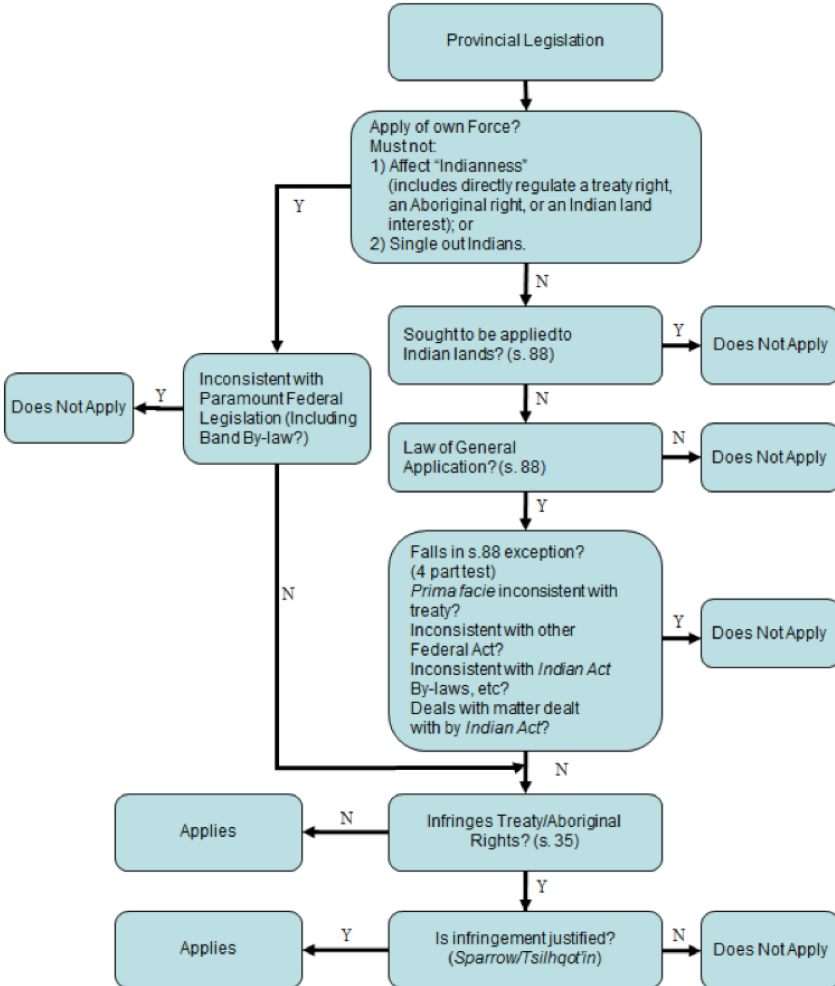 Provincial Legislation
Apply of own Force?
Must not:
1) Affect “Indianness”
(includes directly regulate a treaty right,
an Aboriginal right, or an Indian land
interest); or
2) Single out Indians.
Y
N
Sought to be applied to
Indian lands? (s. 88)
Y
Does Not Apply
Inconsistent with
Paramount Federal
Legislation (Including
Band By-law?)
Y
Does Not Apply
N
Law of General
Application? (s. 88)
N
Does Not Apply
Y
Falls in s.88 exception?
(4 part test)
Prima facie inconsistent with
treaty?
Inconsistent with other
Federal Act?
Inconsistent with Indian Act
By-laws, etc?
Deals with matter dealt
with by Indian Act?
Y
Does Not Apply
N
N
Infringes Treaty/Aboriginal
Rights? (s. 35)
N
Applies
Y
Is infringement justified?
(Sparrow/Tsilhqot’in)
Y
Applies
N
Does Not Apply